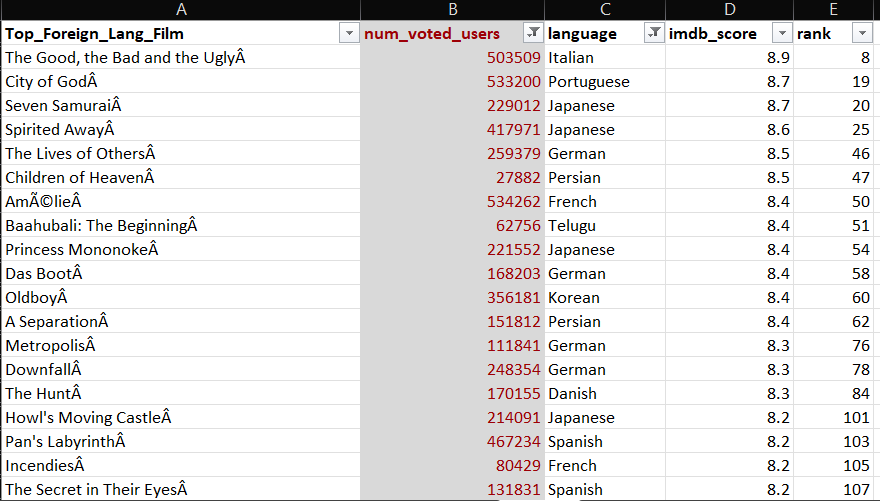 A B C D E
Top_Foreign_Lang_Film num_voted_users language imdb_score rank
The Good, the Bad and the UglyÂ 503509 Italian 8.9 8
City of GodÂ 533200 Portuguese 8.7 19
Seven SamuraiÂ 229012 Japanese 8.7 20
Spirited AwayÂ 417971 Japanese 8.6 25
The Lives of OthersÂ 259379 German 8.5 46
Children of HeavenÂ 27882 Persian 8.5 47
AmÃ©lieÂ 534262 French 8.4 50
Baahubali: The BeginningÂ 62756 Telugu 8.4 51
Princess MononokeÂ 221552 Japanese 8.4 54
Das BootÂ 168203 German 8.4 58
OldboyÂ 356181 Korean 8.4 60
A SeparationÂ 151812 Persian 8.4 62
MetropolisÂ 111841 German 8.3 76
DownfallÂ 248354 German 8.3 78
The HuntÂ 170155 Danish 8.3 84
Howl's Moving CastleÂ 214091 Japanese 8.2 101
Pan's LabyrinthÂ 467234 Spanish 8.2 103
IncendiesÂ 80429 French 8.2 105
The Secret in Their EyesÂ 131831 Spanish 8.2 107